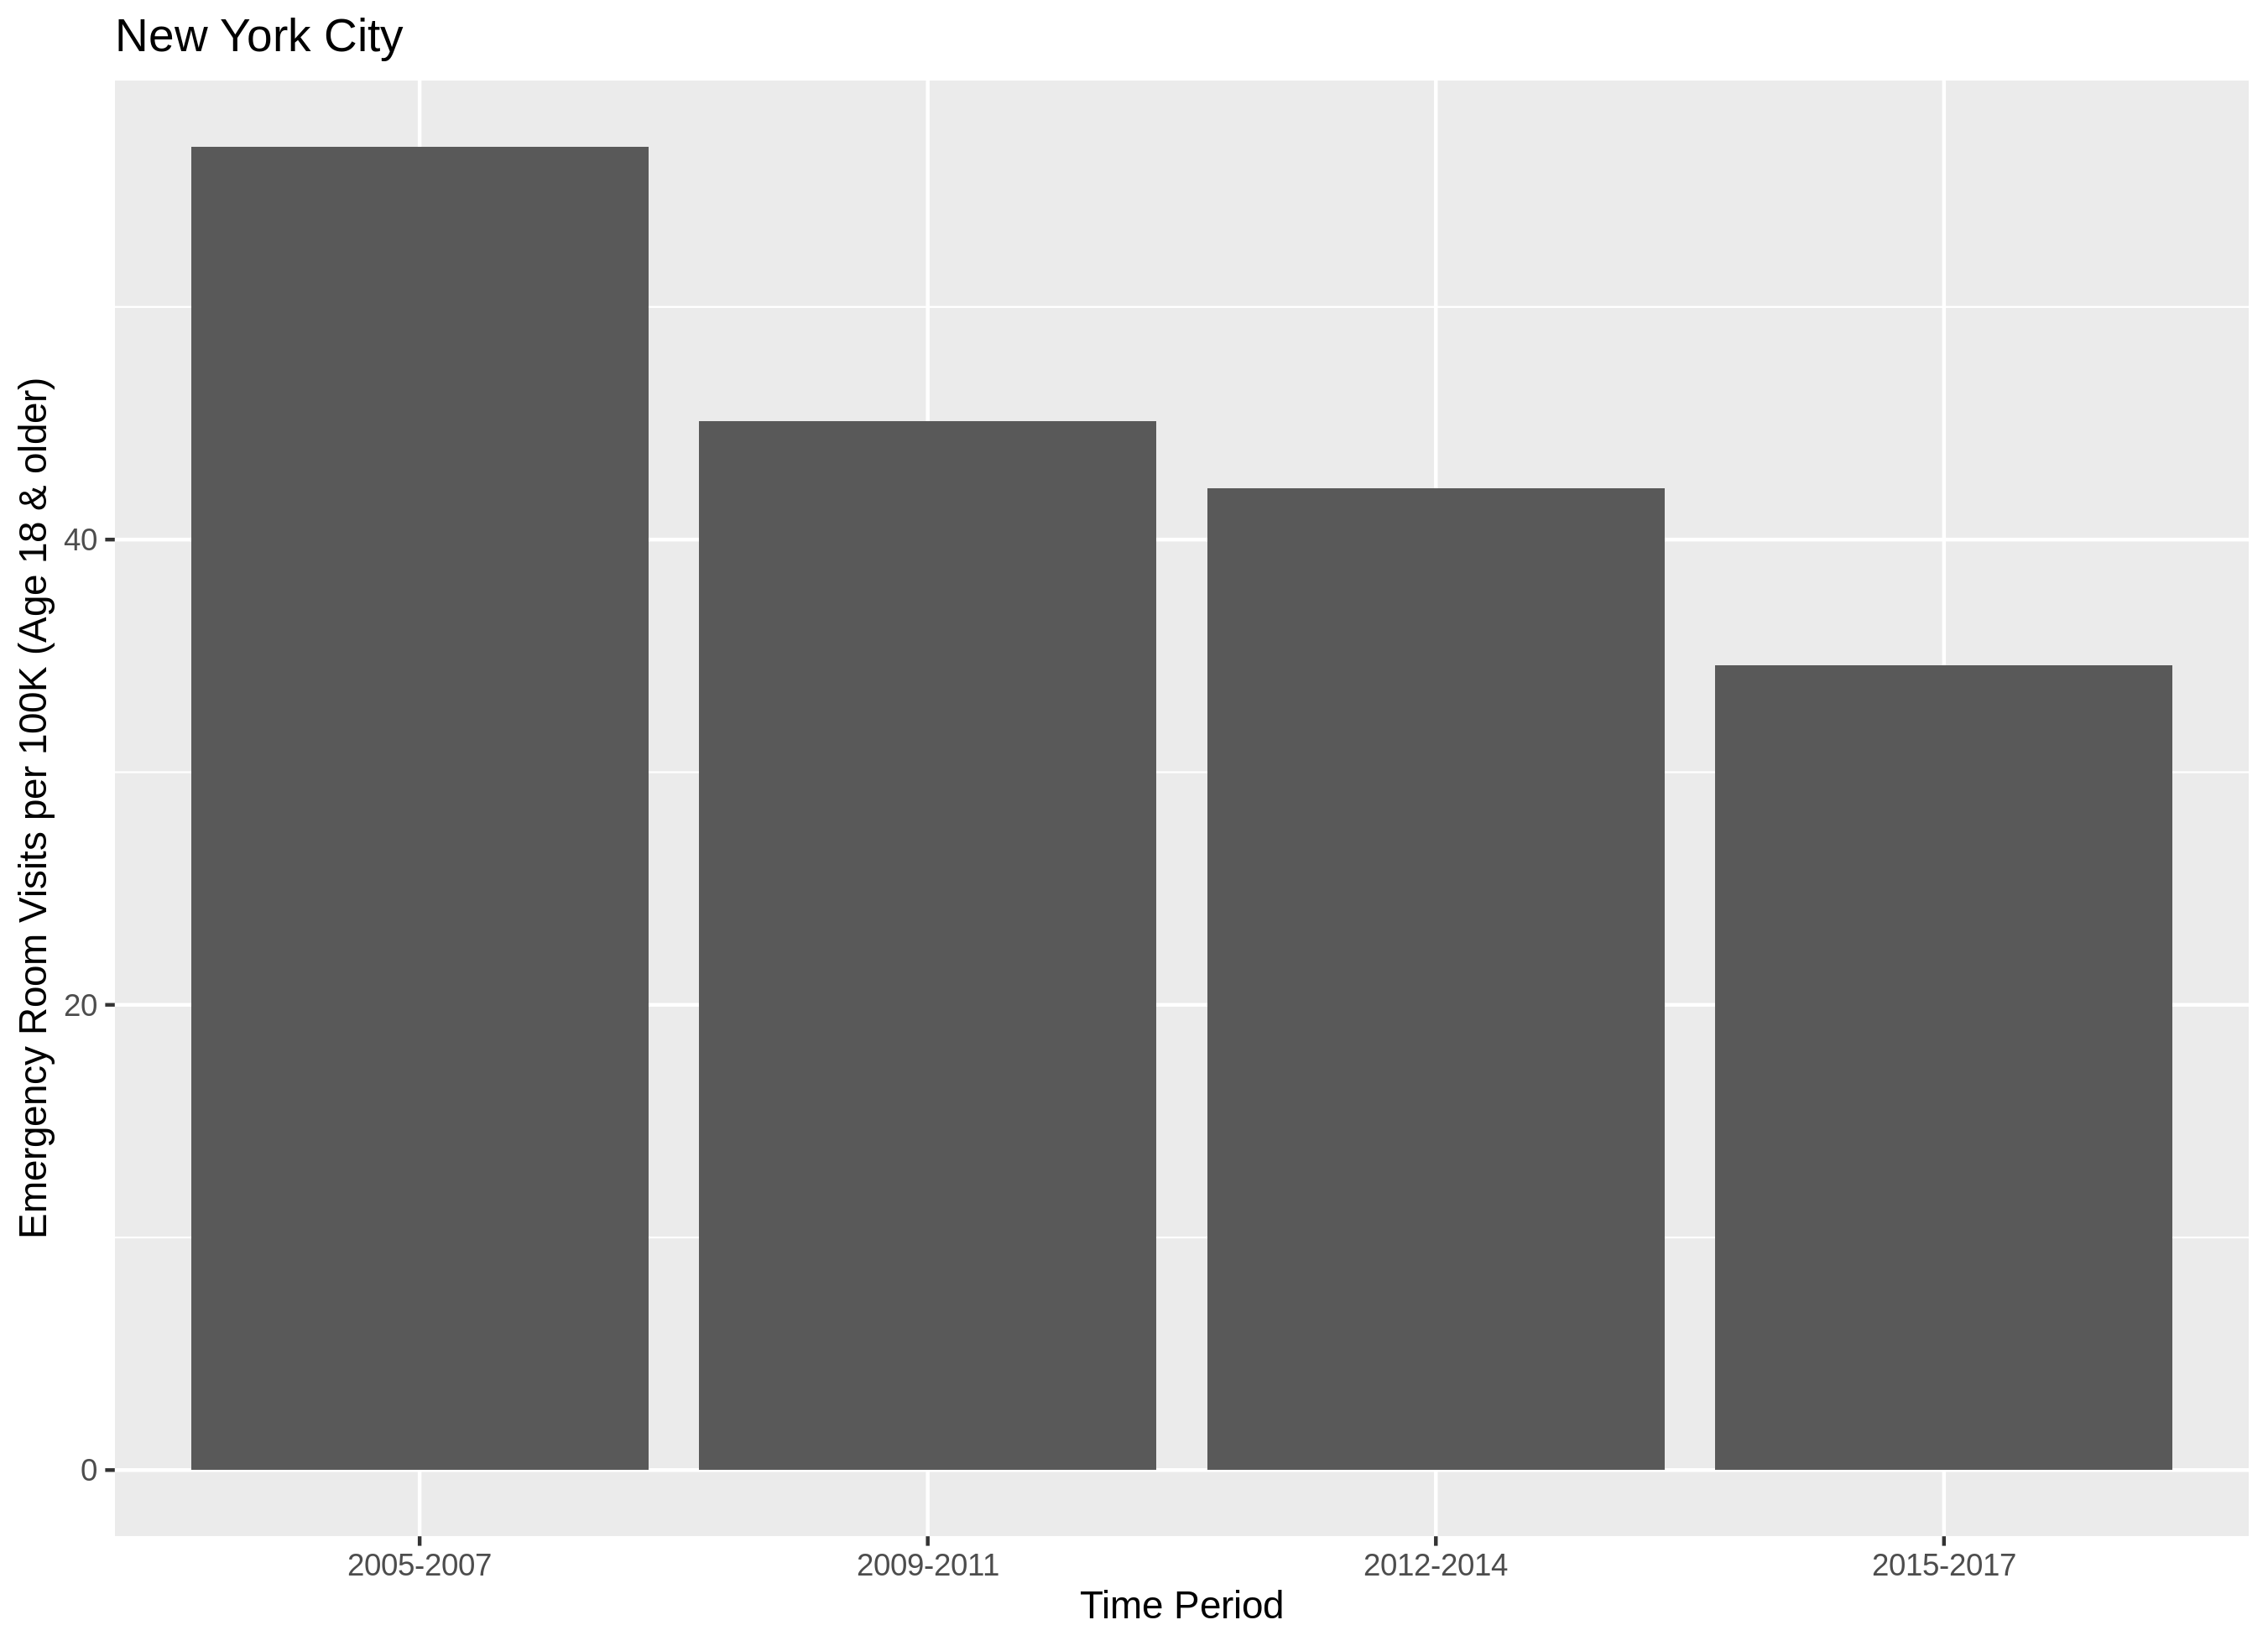 New York City
Emergency Room Visits per 100K (Age 18 & older)
40
20
0
2005-2007 2009-2011 2012-2014 2015-2017
Time Period